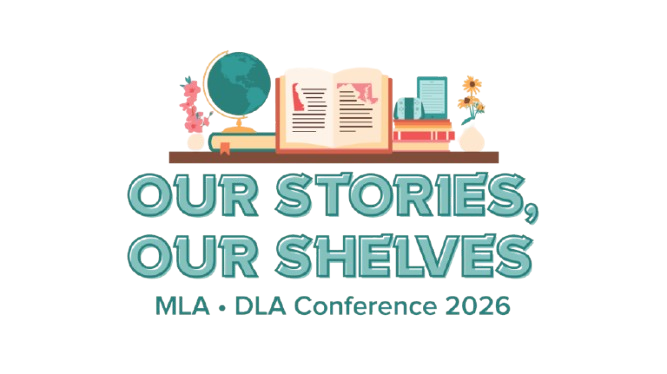 OUR STORIES,
OUR SHELVES
MLA • DLA Conference 2026